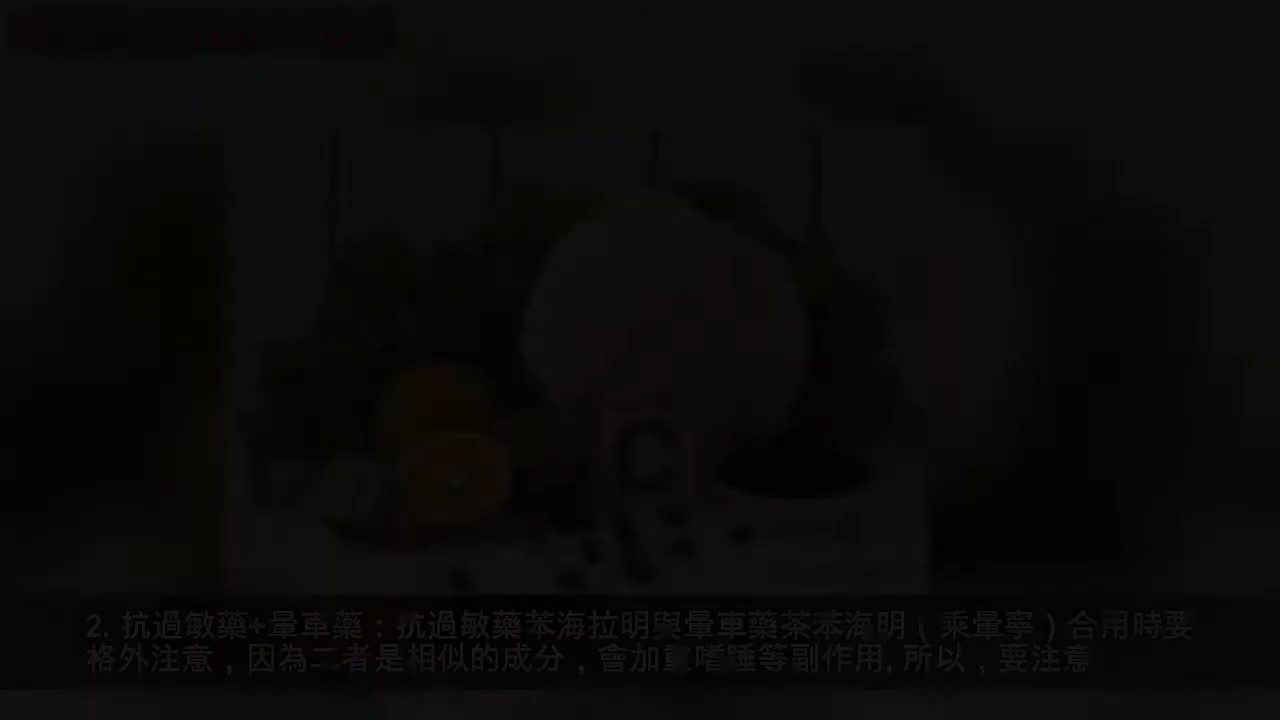 2. 抗過敏藥+暈車藥：抗過敏藥苯海拉明與暈車藥茶苯海明（乘暈寧）合用時要
格外注意，因為二者是相似的成分，會加重嗜睡等副作用, 所以，要注意
C